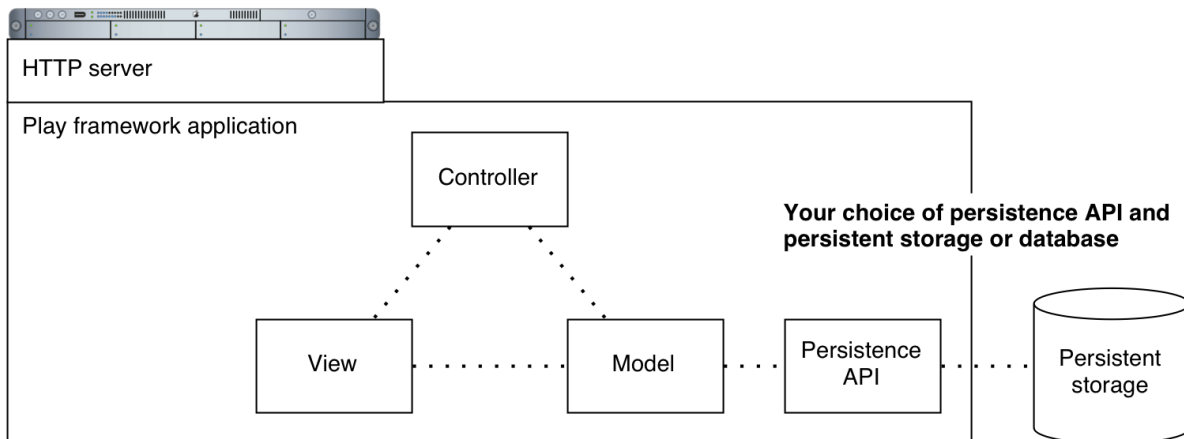 HTTP server
Play framework application
Controller
Your choice of persistence API and
persistent storage or database
View
Model
Persistence
API
Persistent
storage